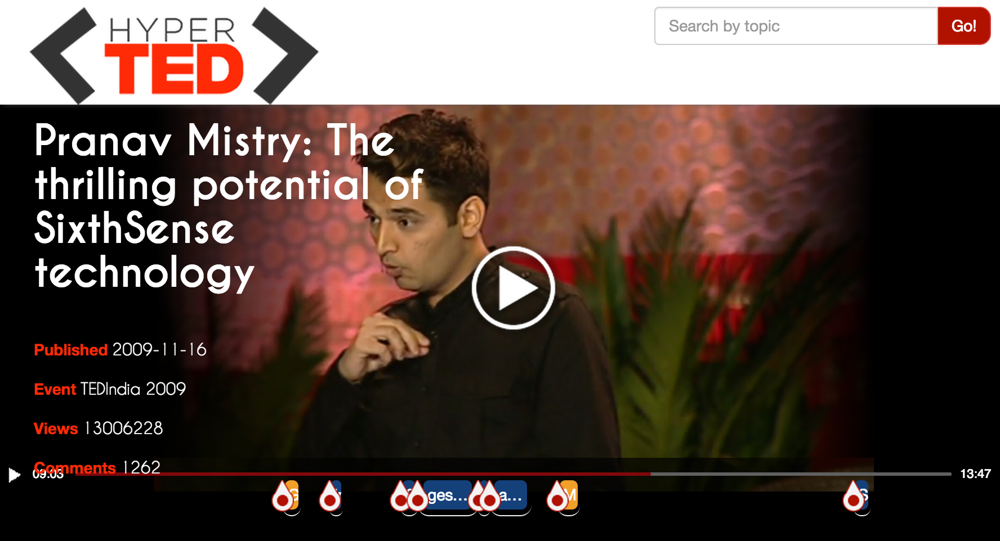 HYPER
TED
Search by topic
Go!
Pranav Mistry: The
thrilling potential of
SixthSense
technology
Published 2009-11-16
Event TEDIndia 2009
Views 13006228
Comments 1262
09:03
13:47
G
ges...
a...
M
S